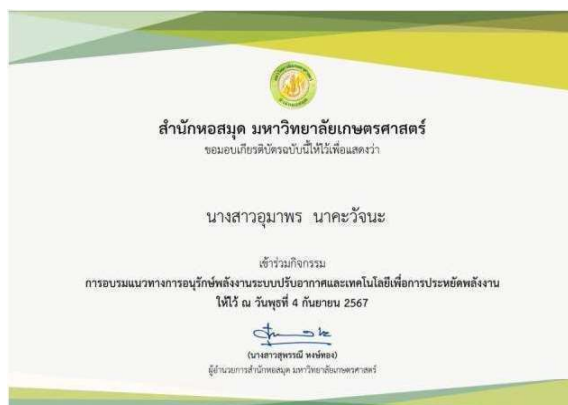 สำนักหอสมุด มหาวิทยาลัยเกษตรศาสตร์
ขอมอบเกียรติบัตรฉบับนี้ให้ไว้เพื่อแสดงว่า
นางสาวอุมาพร นาคะวัจนะ
เข้าร่วมกิจกรรม
การอบรมแนวทางการอนุรักษ์พลังงานระบบปรับอากาศและเทคโนโลยีเพื่อการประหยัดพลังงาน
ให้ไว้ ณ วันพุธที่ 4 กันยายน 2567
(นางสาวสุพรรณี หงษ์ทอง)
ผู้อำนวยการสำนักหอสมุด มหาวิทยาลัยเกษตรศาสตร์